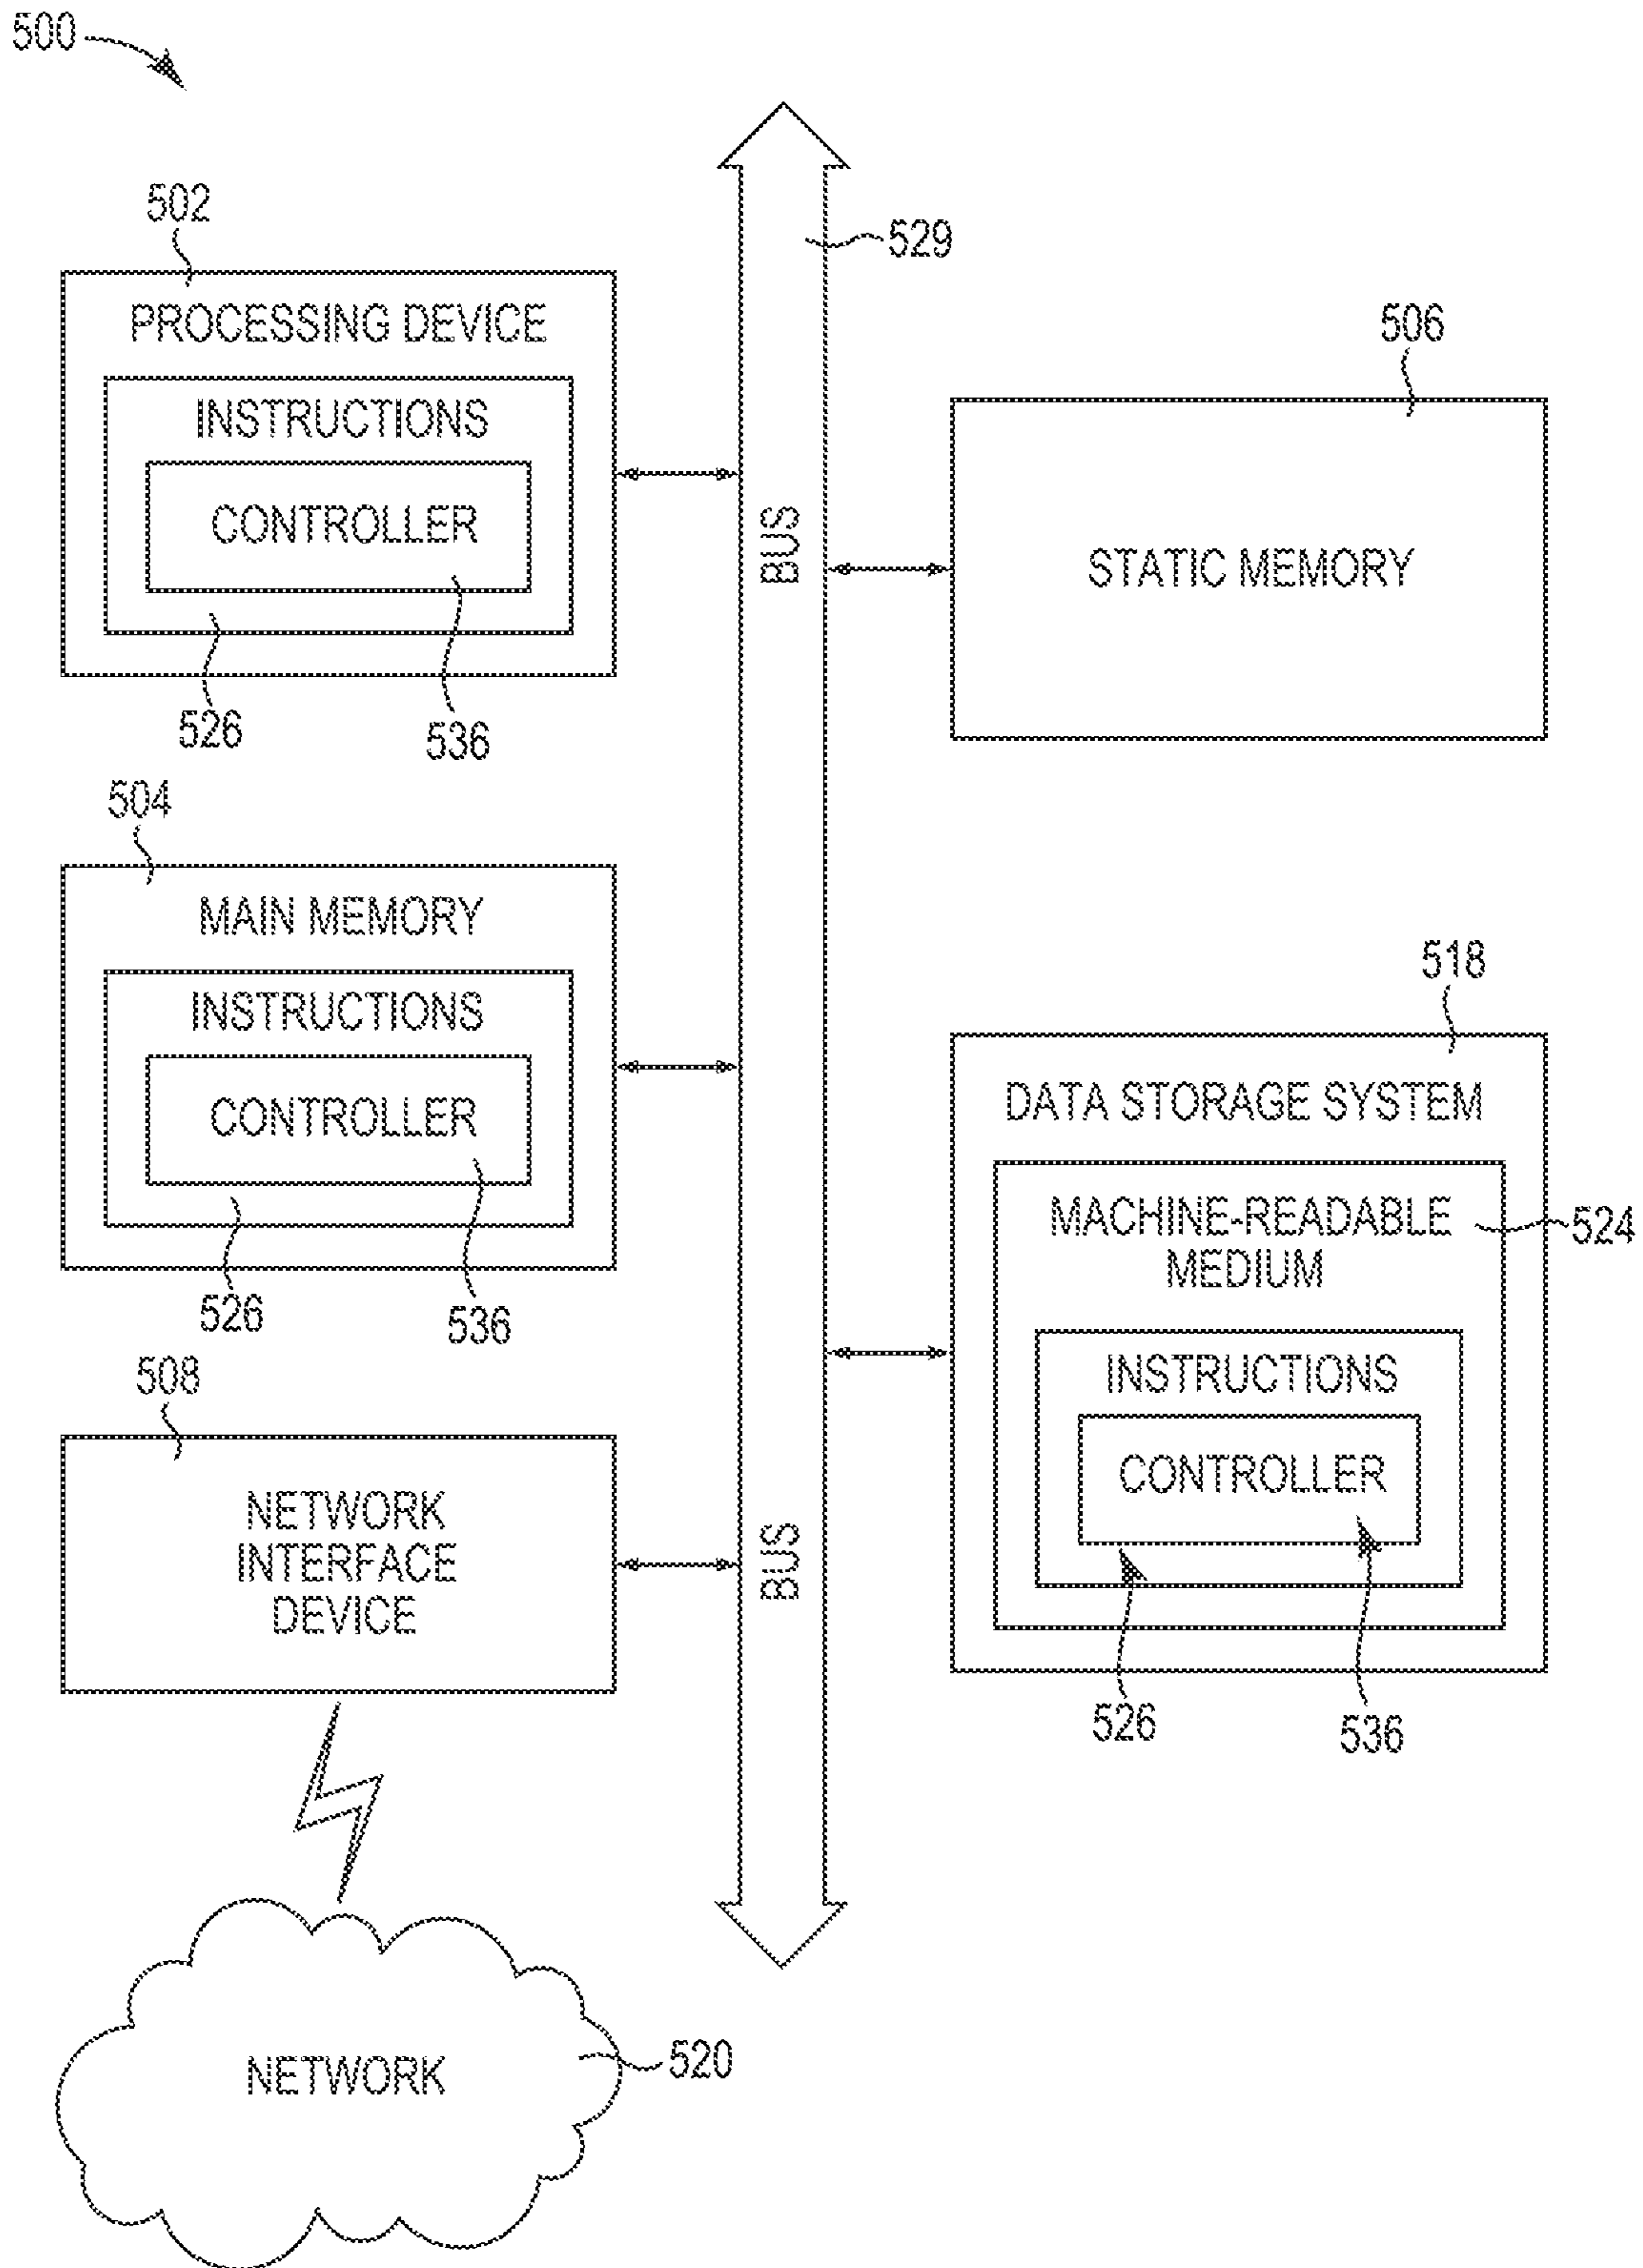 500
502
529
PROCESSING DEVICE
506
INSTRUCTIONS
CONTROLLER
BUS
STATIC MEMORY
526
536
504
MAIN MEMORY
518
INSTRUCTIONS
DATA STORAGE SYSTEM
CONTROLLER
MACHINE-READABLE
524
MEDIUM
526
536
508
INSTRUCTIONS
CONTROLLER
NETWORK
INTERFACE
DEVICE
BUS
526
536
NETWORK
520